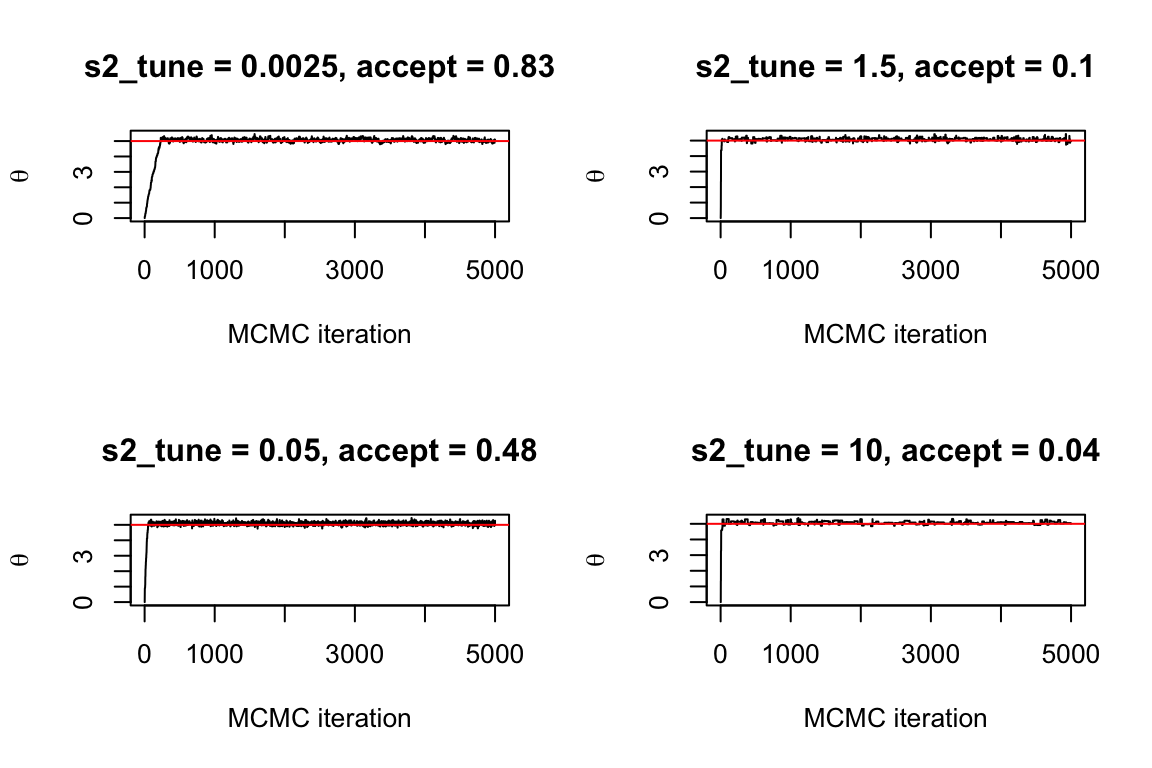 s2_tune = 0.0025, accept = 0.83
θ
0 3
0 1000 3000 5000
MCMC iteration
s2_tune = 1.5, accept = 0.1
θ
0 3
0 1000 3000 5000
MCMC iteration
s2_tune = 0.05, accept = 0.48
θ
0 3
0 1000 3000 5000
MCMC iteration
s2_tune = 10, accept = 0.04
θ
0 3
0 1000 3000 5000
MCMC iteration